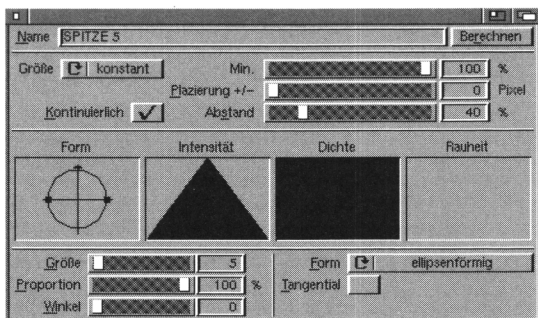 Name SPITZE 5 Berechnen
Größe konstant Min. 100 %
Plazierung +/- 0 Pixel
Kontinuierlich Abstand 40 %
Form Intensität Dichte Rauheit
Größe 5 Form ellipsenförmig
Proportion 100 % Tangential
Winkel 0